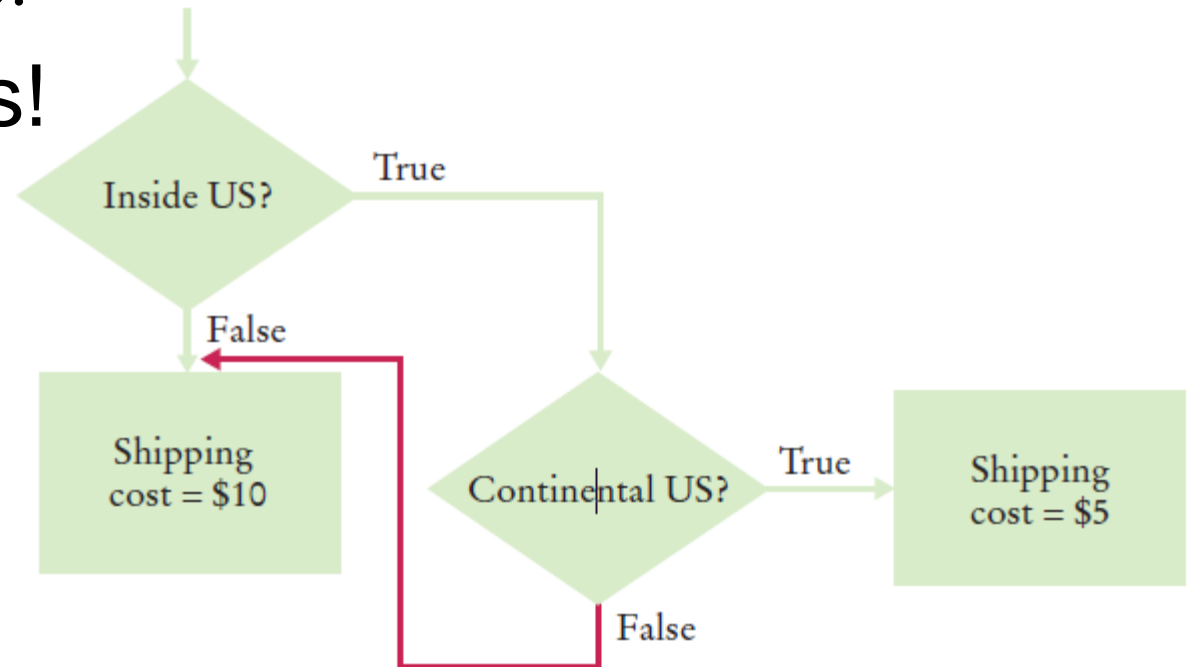 s!
True
Inside US?
False
Shipping
cost = $10
Continental US?
True
Shipping
cost = $5
False